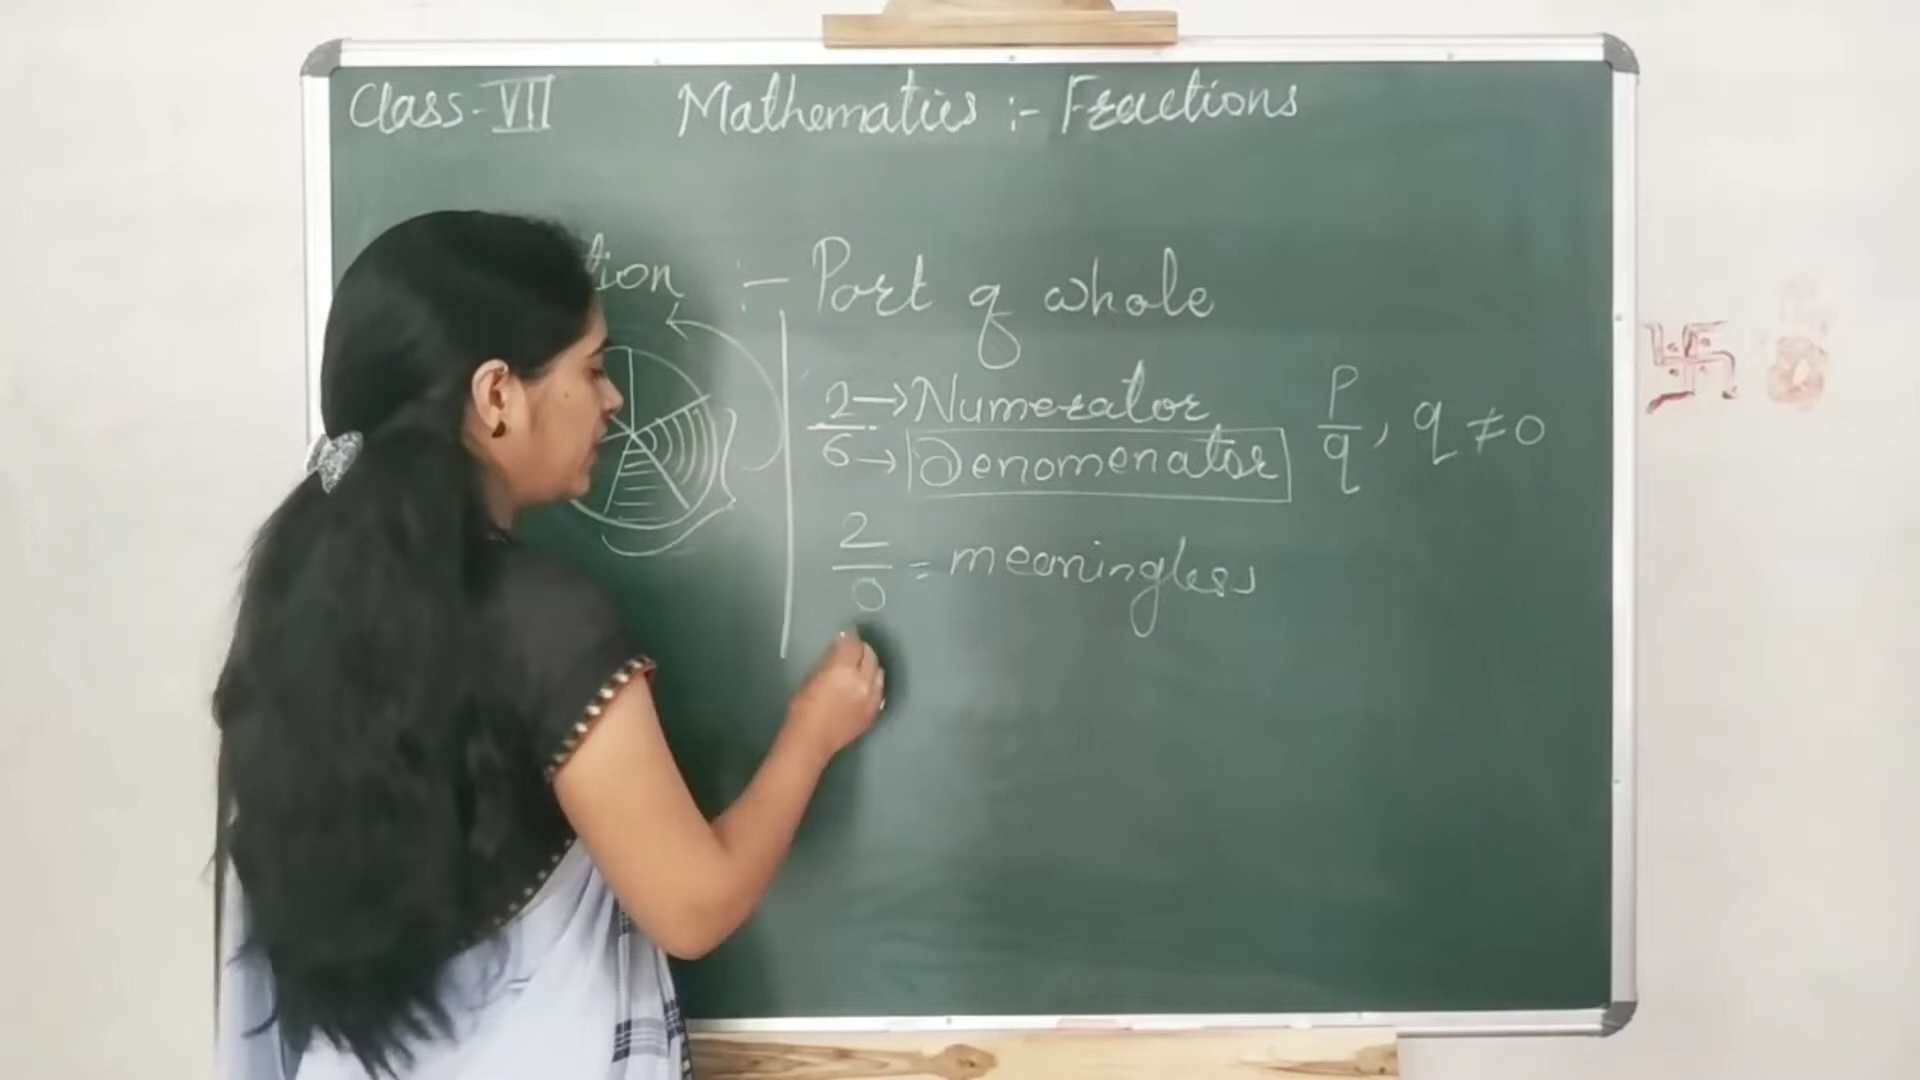 Class-VII Mathematics :- Fractions
tion :- Part of whole
2→Numerator
6→Denomenator
P/q, q ≠ 0
2/0 = meaningless